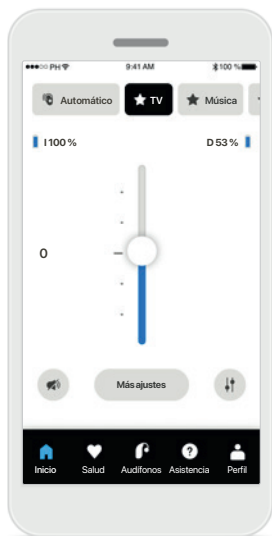 PH 9:41 AM 100 %
Automático TV Música
I 100 % D 53 %
0
Más ajustes
Inicio Salud Audífonos Asistencia Perfil